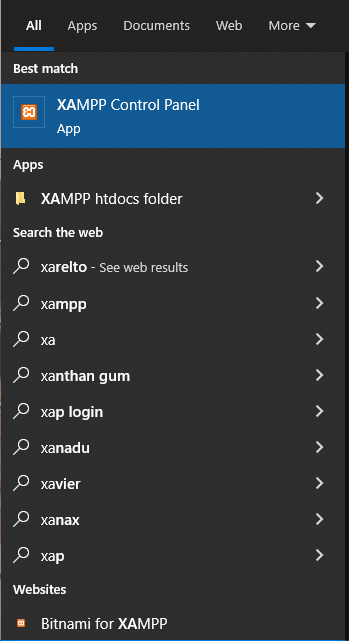 All Apps Documents Web More
Best match
XAMPP Control Panel
App
Apps
XAMPP htdocs folder
Search the web
xarelto - See web results
xampp
xa
xanthan gum
xap login
xanadu
xavier
xanax
xap
Websites
Bitnami for XAMPP